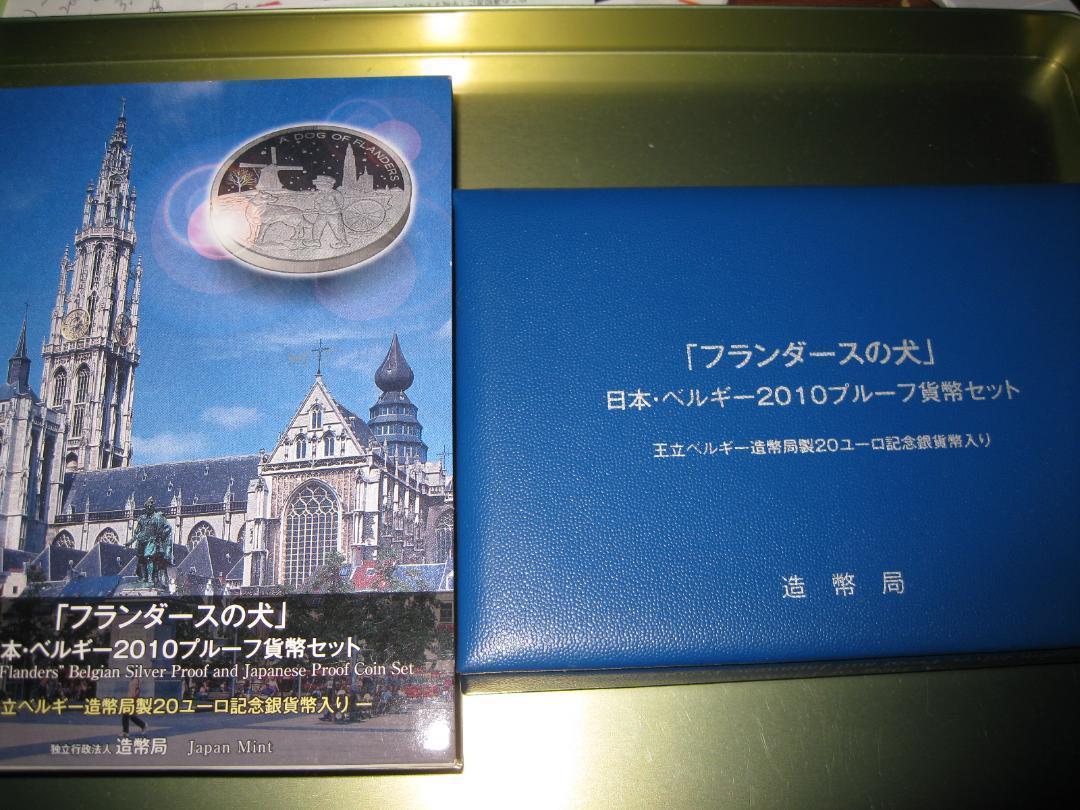 A DOG OF FLANDERS
「フランダースの犬」
本・ベルギー2010プルーフ貨幣セット
Flanders" Belgian Silver Proof and Japanese Proof Coin Set
立ベルギー造幣局製20ユーロ記念銀貨幣入り ー
独立行政法人 造幣局 Japan Mint
「フランダースの犬」
日本・ベルギー2010プルーフ貨幣セット
王立ベルギー造幣局製20ユーロ記念銀貨幣入り
造幣局